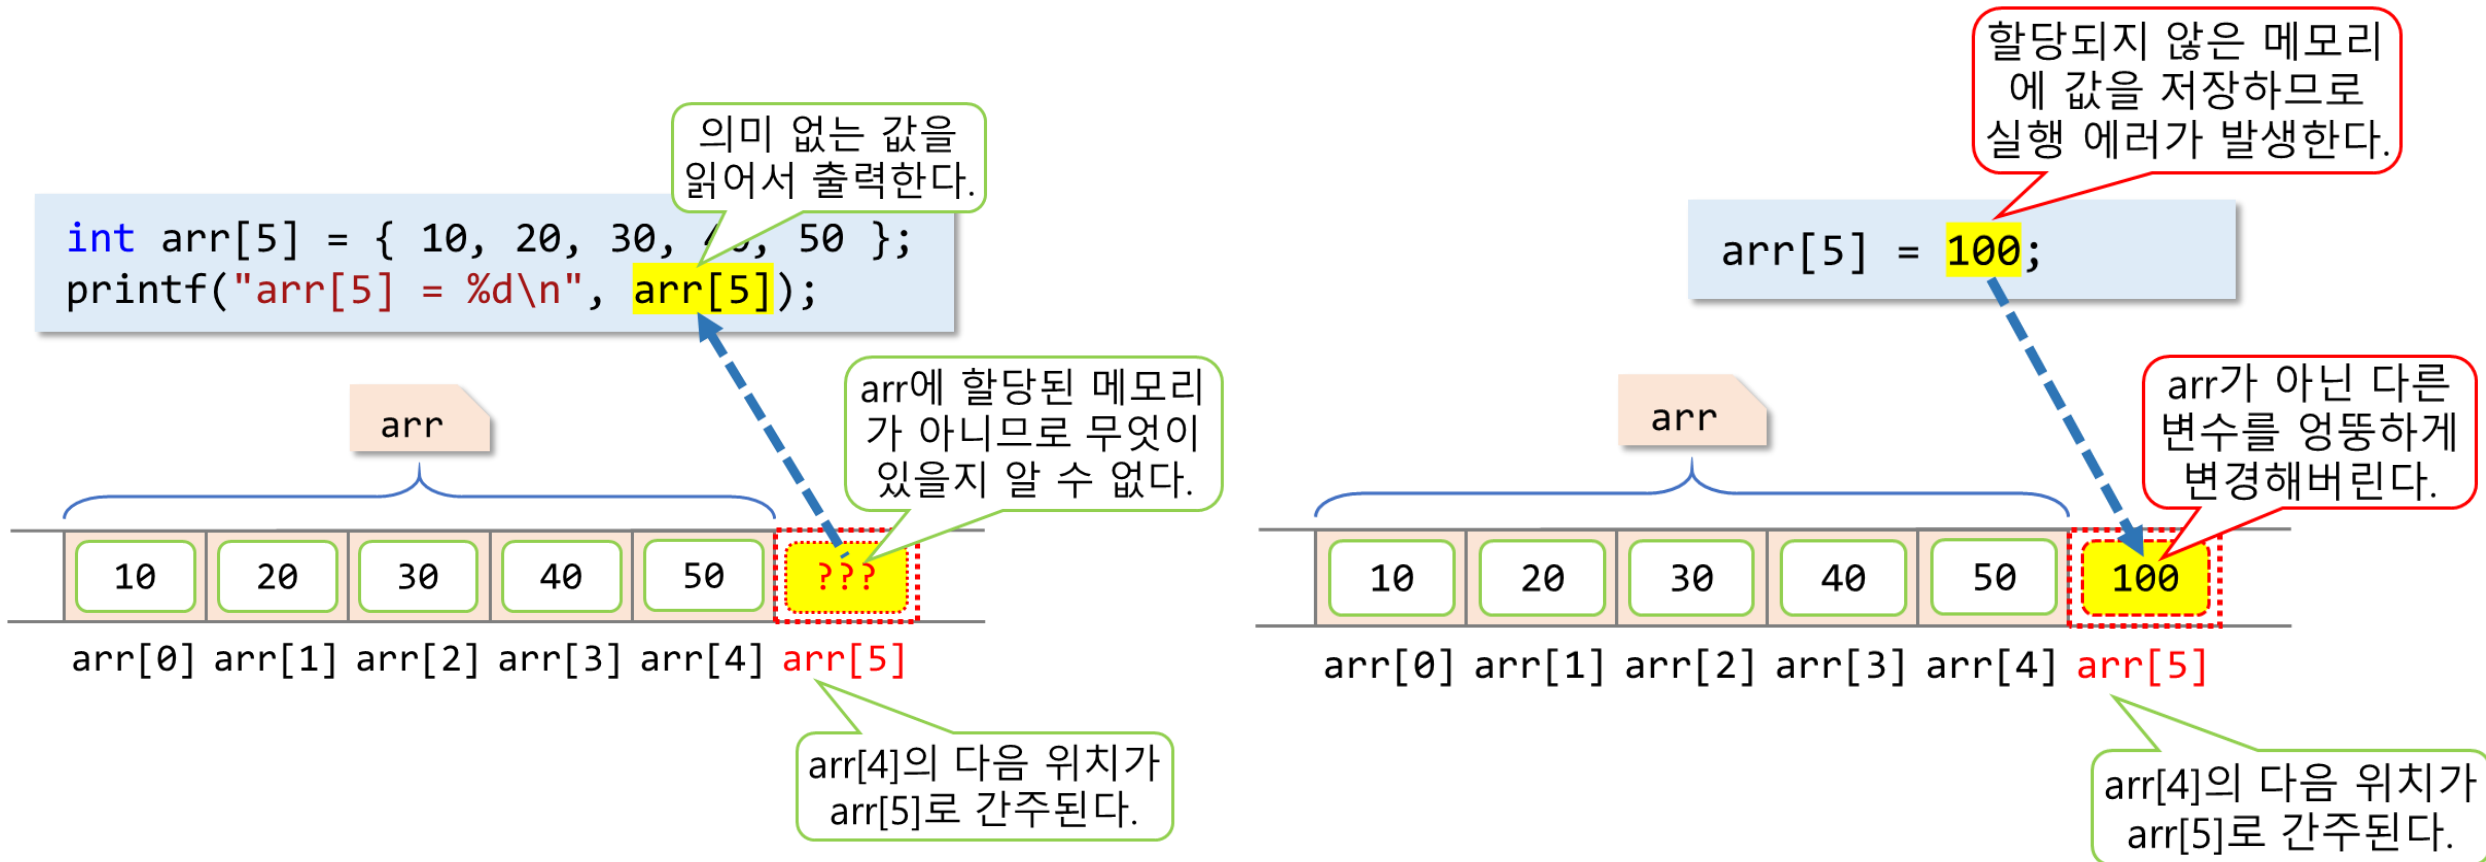 의미 없는 값을
읽어서 출력한다.
int arr[5] = { 10, 20, 30, 40, 50 };
printf("arr[5] = %d\n", arr[5]);
arr에 할당된 메모리
가 아니므로 무엇이
있을지 알 수 없다.
arr
10 20 30 40 50 ???
arr[0] arr[1] arr[2] arr[3] arr[4] arr[5]
arr[4]의 다음 위치가
arr[5]로 간주된다.
할당되지 않은 메모리
에 값을 저장하므로
실행 에러가 발생한다.
arr[5] = 100;
arr가 아닌 다른
변수를 엉뚱하게
변경해버린다.
arr
10 20 30 40 50 100
arr[0] arr[1] arr[2] arr[3] arr[4] arr[5]
arr[4]의 다음 위치가
arr[5]로 간주된다.